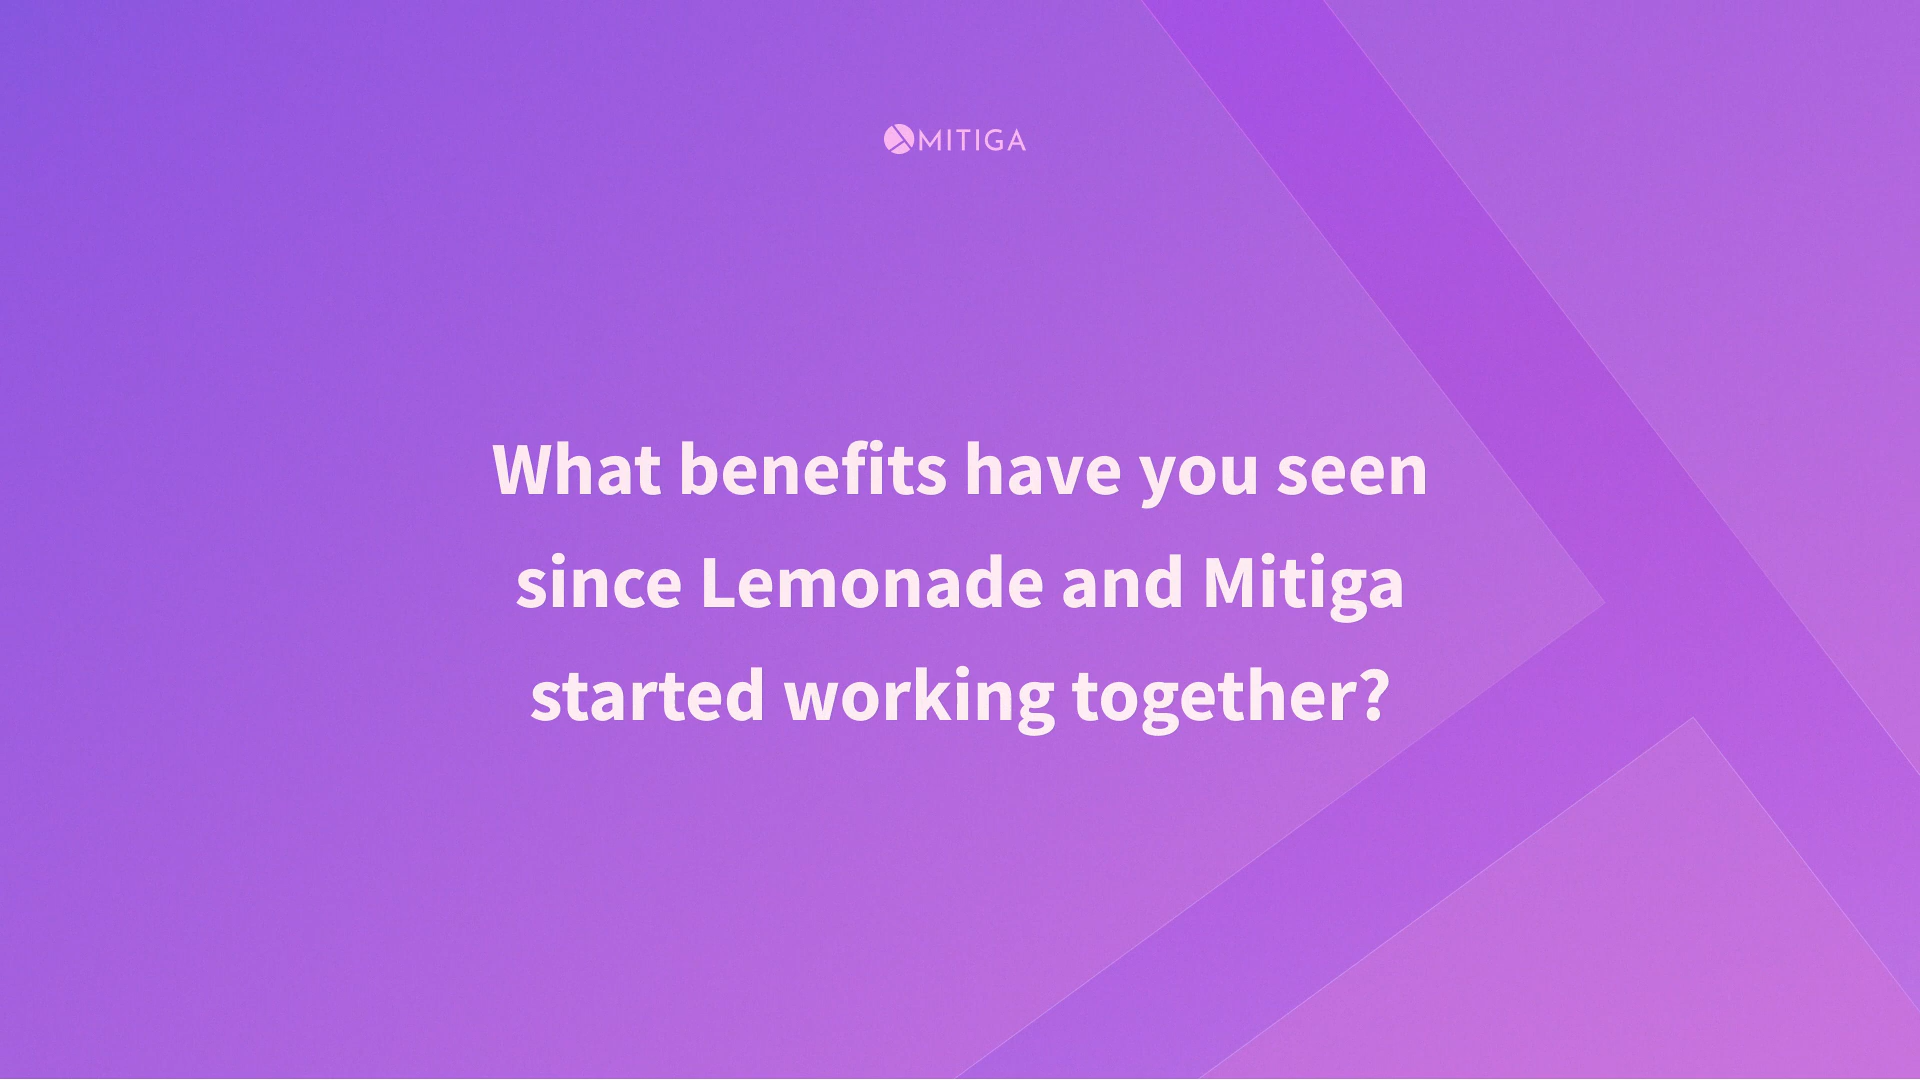 MITIGA
What benefits have you seen
since Lemonade and Mitiga
started working together?